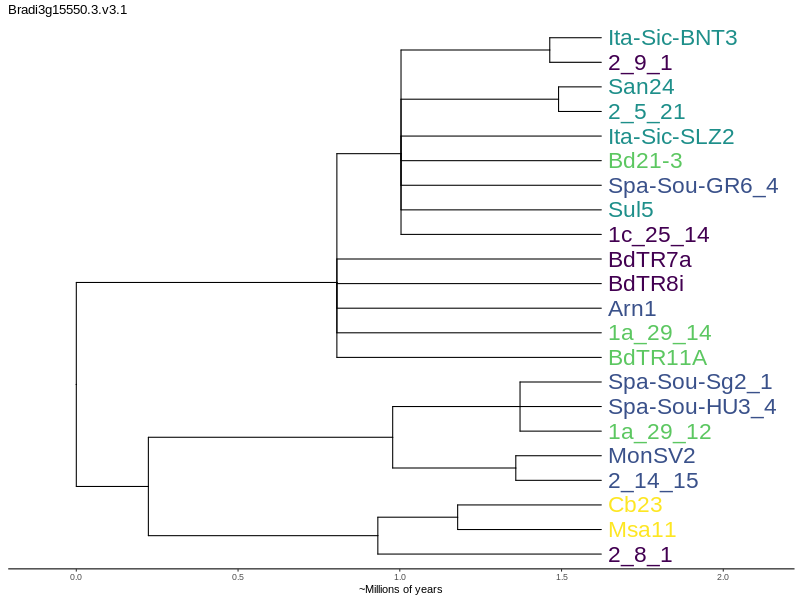 Bradi3g15550.3.v3.1
Ita-Sic-BNT3
2_9_1
San24
2_5_21
Ita-Sic-SLZ2
Bd21-3
Spa-Sou-GR6_4
Sul5
1c_25_14
BdTR7a
BdTR8i
Arn1
1a_29_14
BdTR11A
Spa-Sou-Sg2_1
Spa-Sou-HU3_4
1a_29_12
MonSV2
2_14_15
Cb23
Msa11
2_8_1
0.0 0.5 1.0 1.5 2.0
~Millions of years